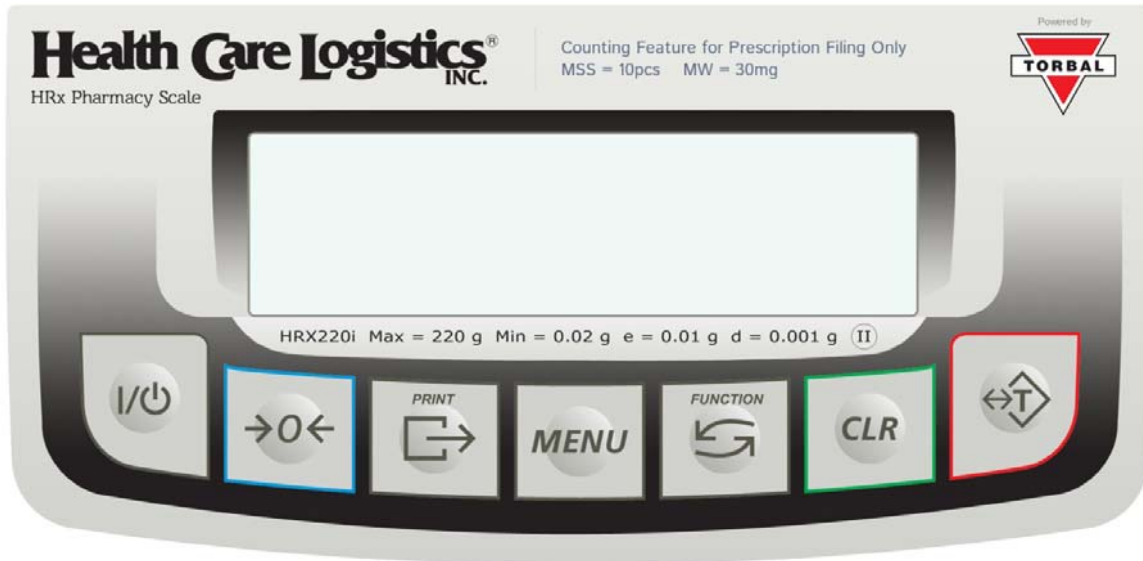 Health Care Logistics®
INC.
HRx Pharmacy Scale
Counting Feature for Prescription Filing Only
MSS = 10pcs MW = 30mg
Powered by
TORBAL
HRX220i Max = 220 g Min = 0.02 g e = 0.01 g d = 0.001 g II
I/⏻
→0←
PRINT
MENU
FUNCTION
CLR
↔T